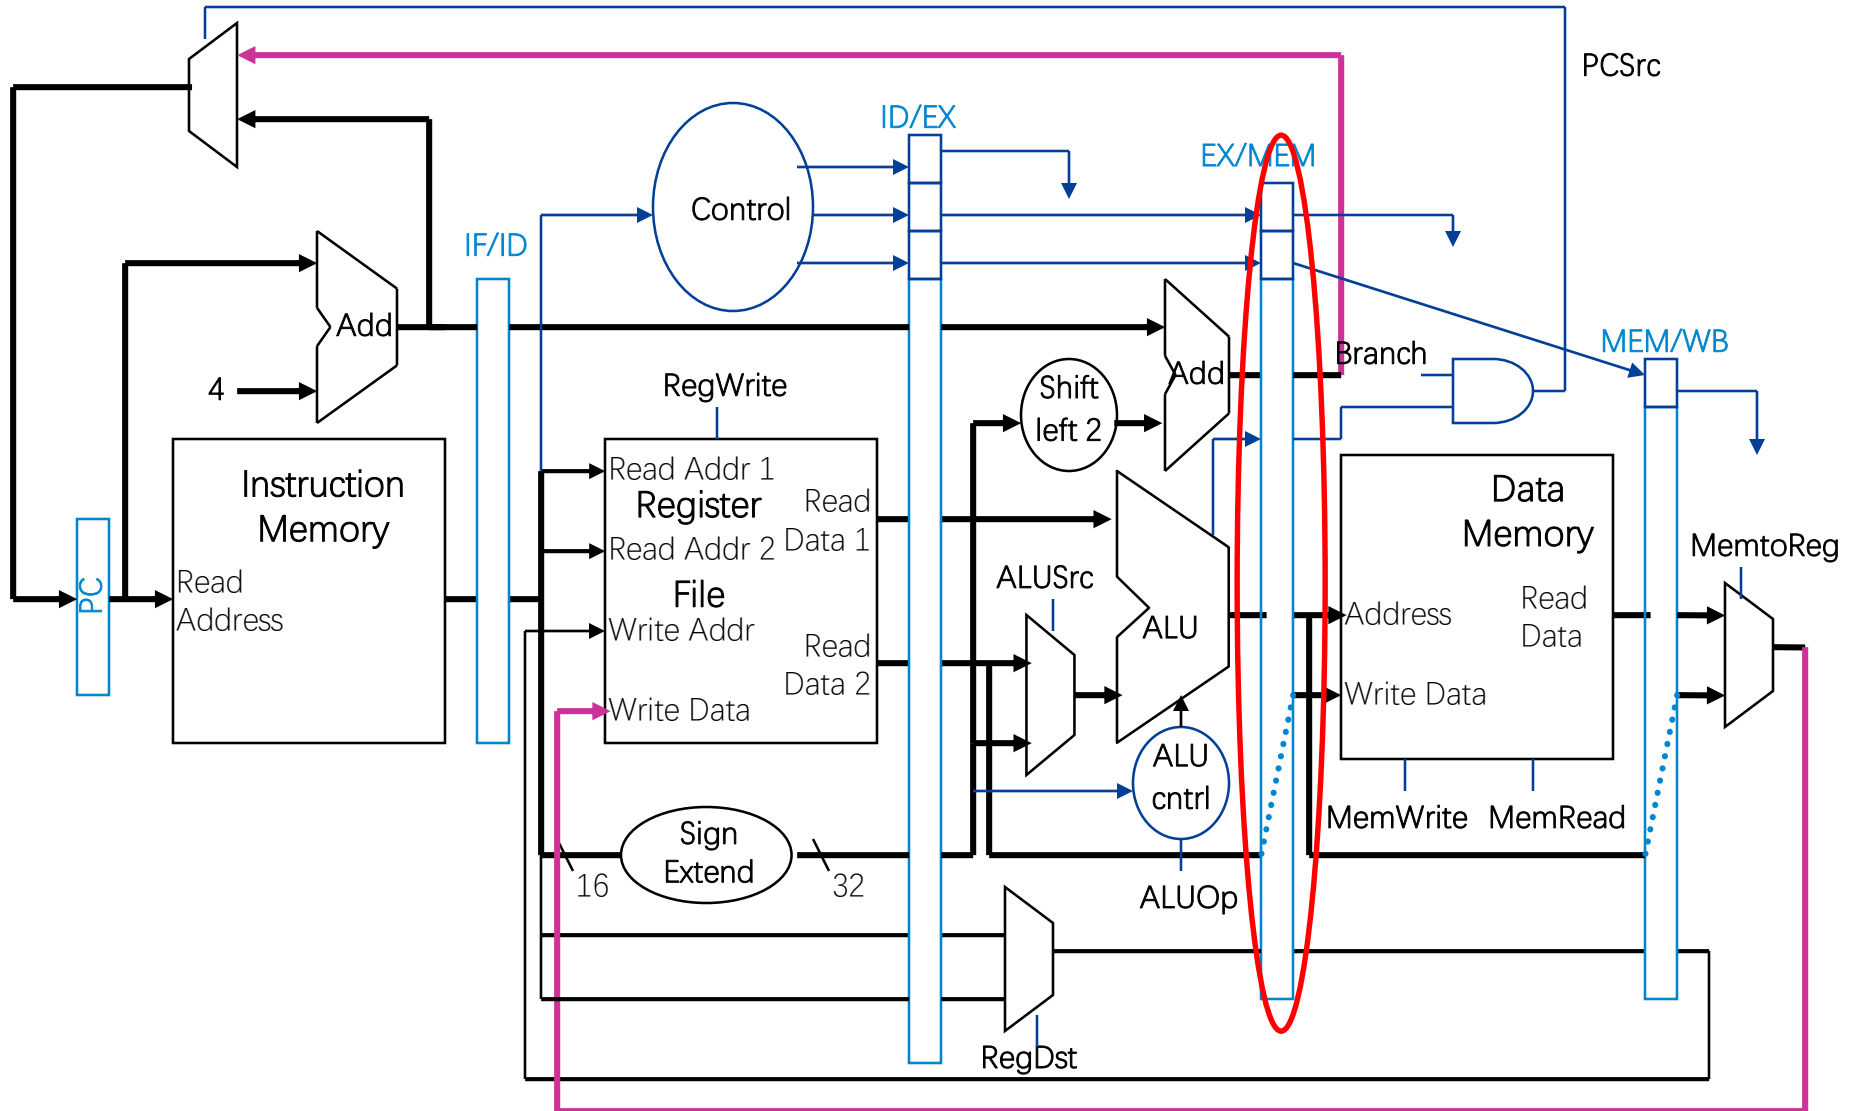 PCSrc
ID/EX
EX/MEM
Control
IF/ID
Add
4
RegWrite
Shift
left 2
Add
Branch
MEM/WB
Instruction
Memory
Read
Address
PC
Read Addr 1
Register
Read Addr 2
File
Write Addr
Write Data
Read
Data 1
Read
Data 2
ALUSrc
ALU
ALU
cntrl
ALUOp
Data
Memory
Address
Write Data
Read
Data
MemtoReg
MemWrite
MemRead
Sign
Extend
16
32
RegDst